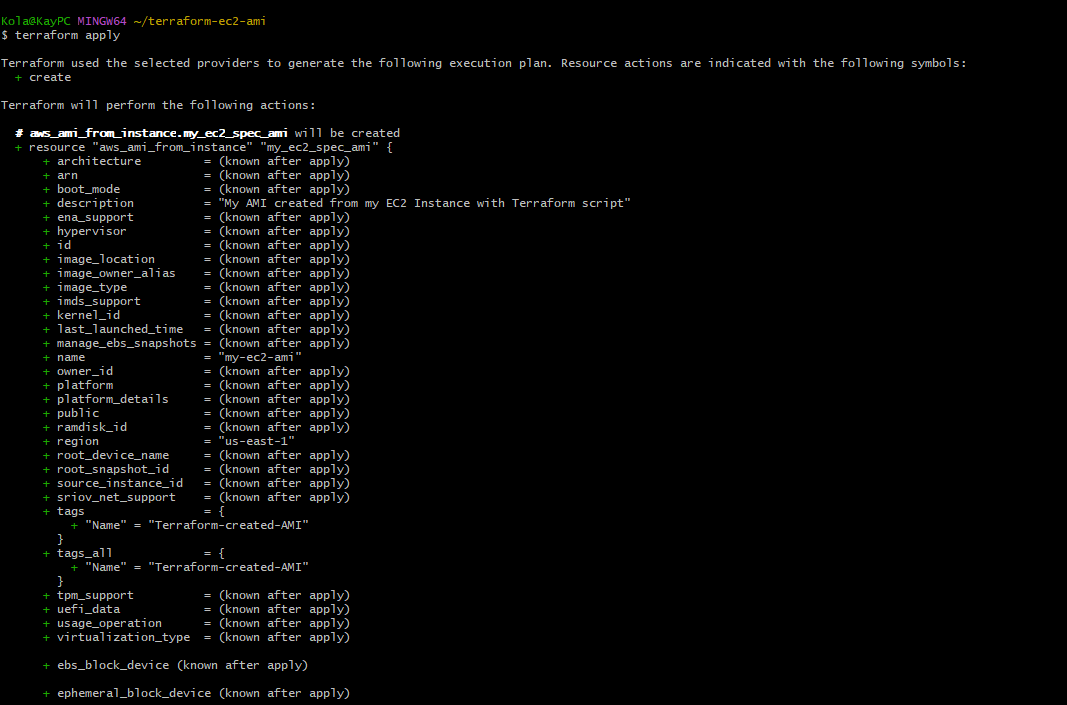 Kola@KayPC MINGW64 ~/terraform-ec2-ami
$ terraform apply
Terraform used the selected providers to generate the following execution plan. Resource actions are indicated with the following symbols:
  + create
Terraform will perform the following actions:
  # aws_ami_from_instance.my_ec2_spec_ami will be created
  + resource "aws_ami_from_instance" "my_ec2_spec_ami" {
      + architecture         = (known after apply)
      + arn                  = (known after apply)
      + boot_mode            = (known after apply)
      + description          = "My AMI created from my EC2 Instance with Terraform script"
      + ena_support          = (known after apply)
      + hypervisor           = (known after apply)
      + id                   = (known after apply)
      + image_location       = (known after apply)
      + image_owner_alias    = (known after apply)
      + image_type           = (known after apply)
      + imds_support         = (known after apply)
      + kernel_id            = (known after apply)
      + last_launched_time   = (known after apply)
      + manage_ebs_snapshots = (known after apply)
      + name                 = "my-ec2-ami"
      + owner_id             = (known after apply)
      + platform             = (known after apply)
      + platform_details     = (known after apply)
      + public               = (known after apply)
      + ramdisk_id           = (known after apply)
      + region               = "us-east-1"
      + root_device_name     = (known after apply)
      + root_snapshot_id     = (known after apply)
      + source_instance_id   = (known after apply)
      + sriov_net_support    = (known after apply)
      + tags                 = {
          + "Name" = "Terraform-created-AMI"
        }
      + tags_all             = {
          + "Name" = "Terraform-created-AMI"
        }
      + tpm_support          = (known after apply)
      + uefi_data            = (known after apply)
      + usage_operation      = (known after apply)
      + virtualization_type  = (known after apply)
      + ebs_block_device (known after apply)
      + ephemeral_block_device (known after apply)